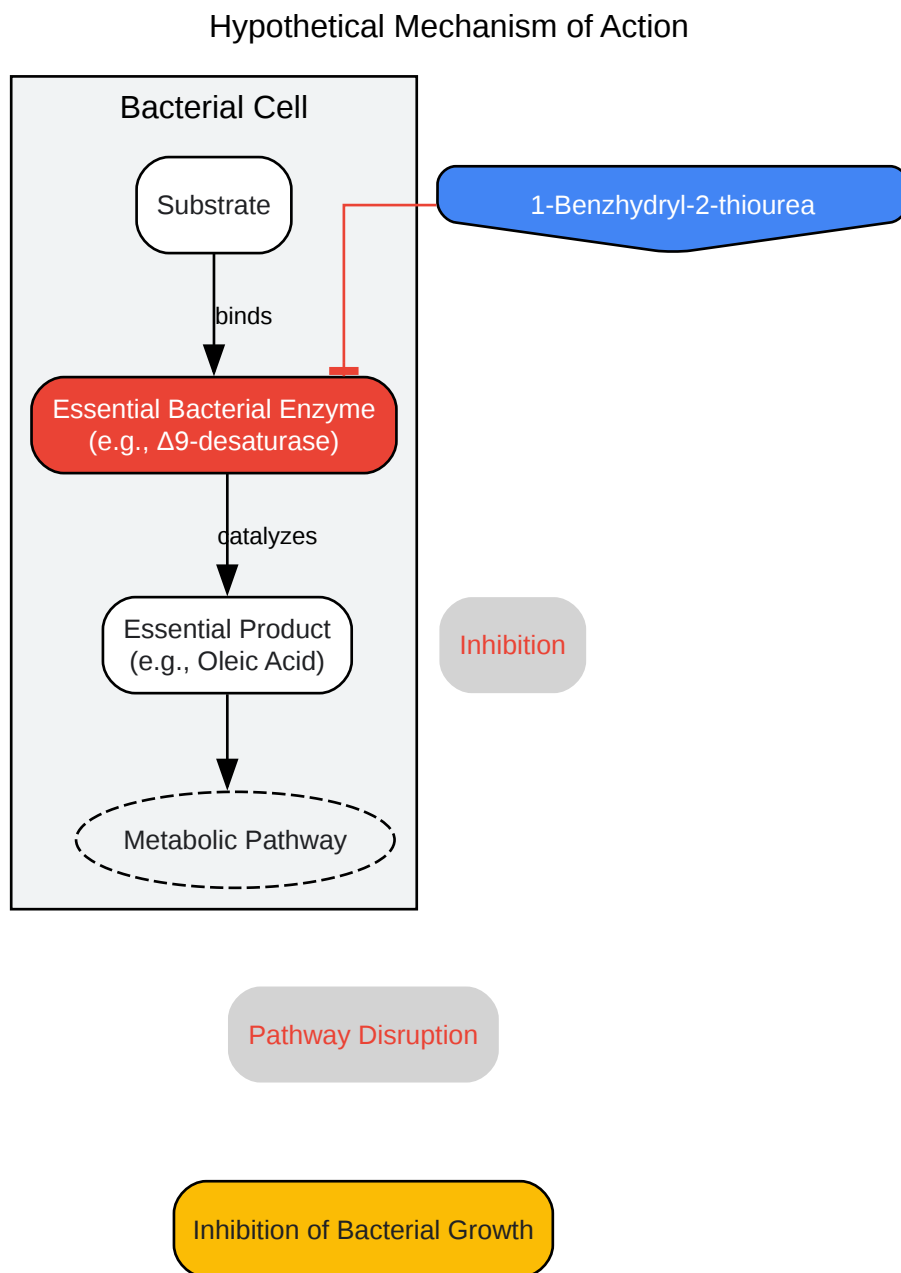 Hypothetical Mechanism of Action
Bacterial Cell
Substrate
1-Benzhydryl-2-thiourea
binds
Essential Bacterial Enzyme
(e.g., Δ9-desaturase)
catalyzes
Essential Product
(e.g., Oleic Acid)
Inhibition
Metabolic Pathway
Pathway Disruption
Inhibition of Bacterial Growth